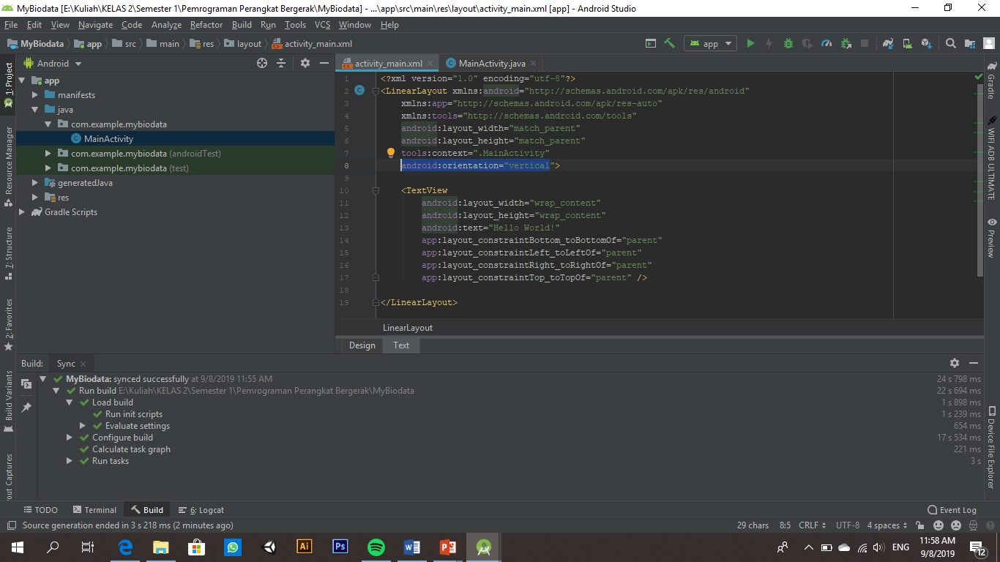 MyBiodata [E:\Kuliah\KELAS 2\Semester 1\Pemrograman Perangkat Bergerak\MyBiodata] - ...\app\src\main\res\layout\activity_main.xml [app] - Android Studio
File Edit View Navigate Code Analyze Refactor Build Run Tools VCS Window Help
MyBiodata app src main res layout activity_main.xml app
Android
activity_main.xml MainActivity.java
1: Project
Resource Manager
7: Structure
2: Favorites
Build Variants
out Captures
app
manifests
java
com.example.mybiodata
MainActivity
com.example.mybiodata (androidTest)
com.example.mybiodata (test)
generatedJava
res
Gradle Scripts
1 <?xml version="1.0" encoding="utf-8"?>
2 <LinearLayout xmlns:android="http://schemas.android.com/apk/res/android"
3 xmlns:app="http://schemas.android.com/apk/res-auto"
4 xmlns:tools="http://schemas.android.com/tools"
5 android:layout_width="match_parent"
6 android:layout_height="match_parent"
7 tools:context=".MainActivity"
8 android:orientation="vertical">
9
10 <TextView
11 android:layout_width="wrap_content"
12 android:layout_height="wrap_content"
13 android:text="Hello World!"
14 app:layout_constraintBottom_toBottomOf="parent"
15 app:layout_constraintLeft_toLeftOf="parent"
16 app:layout_constraintRight_toRightOf="parent"
17 app:layout_constraintTop_toTopOf="parent" />
18
19 </LinearLayout>
LinearLayout
Design Text
Gradle
WIFI ADB ULTIMATE
Preview
Device File Explorer
Build: Sync
MyBiodata: synced successfully at 9/8/2019 11:55 AM 24 s 798 ms
Run build E:\Kuliah\KELAS 2\Semester 1\Pemrograman Perangkat Bergerak\MyBiodata 22 s 694 ms
Load build 1 s 898 ms
Run init scripts 1 s 239 ms
Evaluate settings 654 ms
Configure build 17 s 534 ms
Calculate task graph 221 ms
Run tasks 3 s
TODO Terminal Build 6: Logcat Event Log
Source generation ended in 3 s 218 ms (2 minutes ago) 29 chars 8:5 CRLF UTF-8 4 spaces
Ai Ps ENG 11:58 AM
9/8/2019 12